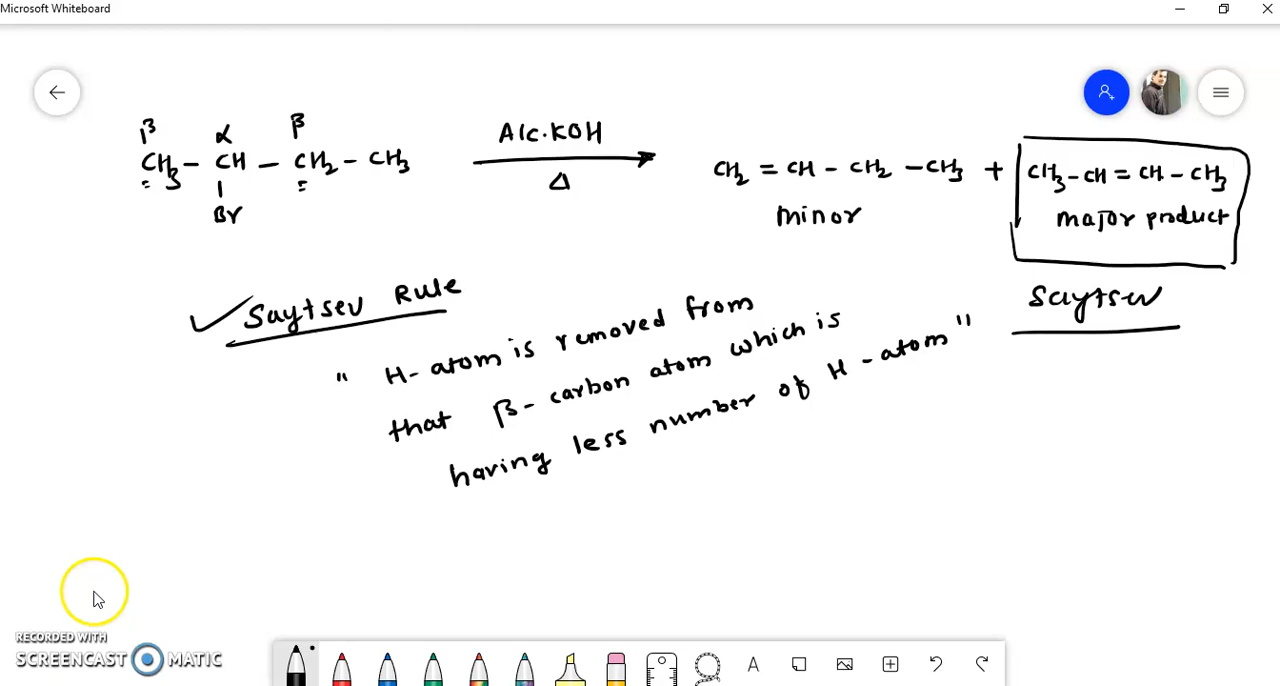 Microsoft Whiteboard
β α β
CH3 - CH - CH2 - CH3
Br
Alc.KOH
Δ
CH2 = CH - CH2 - CH3 + CH3 - CH = CH - CH3
minor
major product
Saytsev Rule
Saytsev
" H-atom is removed from
that β-carbon atom which is
having less number of H-atom "
RECORDED WITH
SCREENCAST MATIC
A